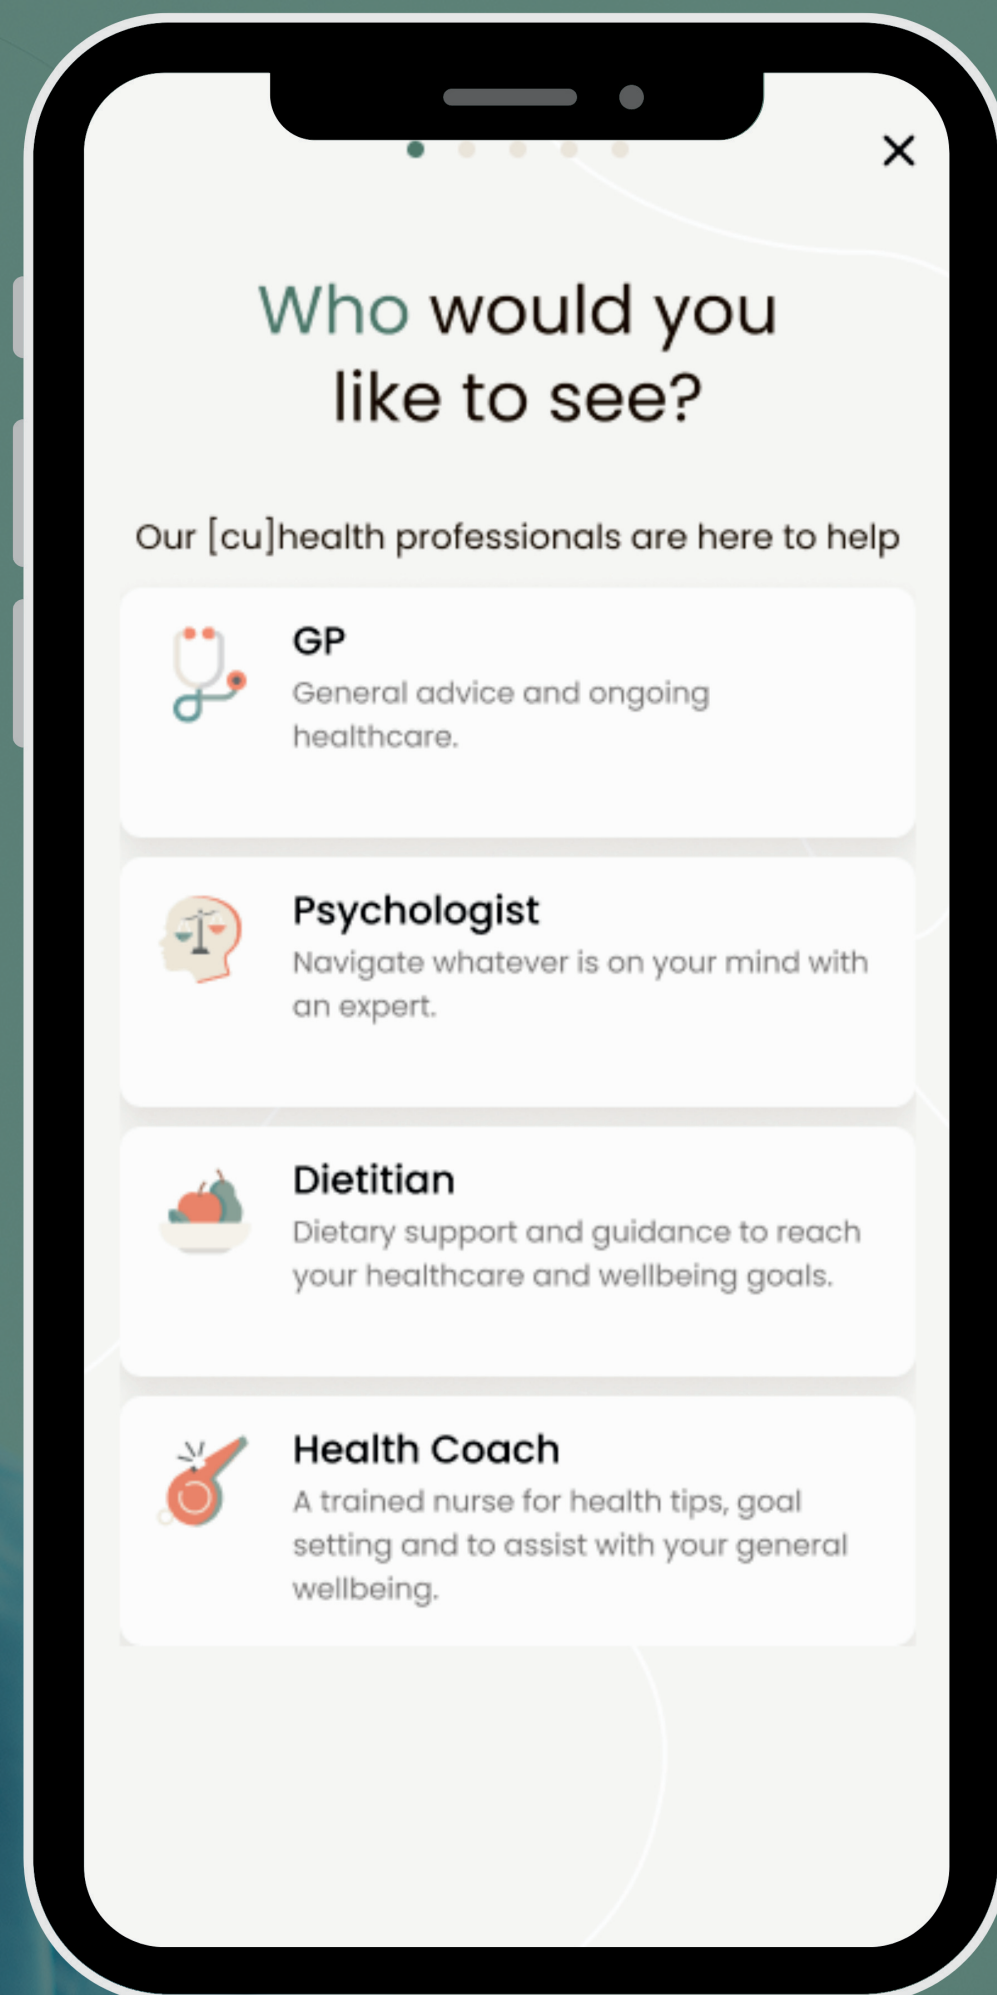 Who would you
like to see?
Our [cu]health professionals are here to help
GP
General advice and ongoing
healthcare.
Psychologist
Navigate whatever is on your mind with
an expert.
Dietitian
Dietary support and guidance to reach
your healthcare and wellbeing goals.
Health Coach
A trained nurse for health tips, goal
setting and to assist with your general
wellbeing.